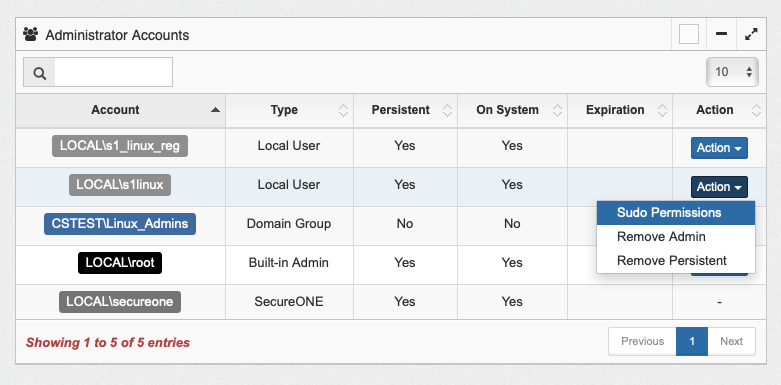 Administrator Accounts
10
Account Type Persistent On System Expiration Action
LOCAL\s1_linux_reg Local User Yes Yes Action
LOCAL\s1linux Local User Yes Yes Action
Sudo Permissions
CSTEST\Linux_Admins Domain Group No No
Remove Admin
Remove Persistent
LOCAL\root Built-in Admin Yes Yes
LOCAL\secureone SecureONE Yes Yes -
Showing 1 to 5 of 5 entries Previous 1 Next